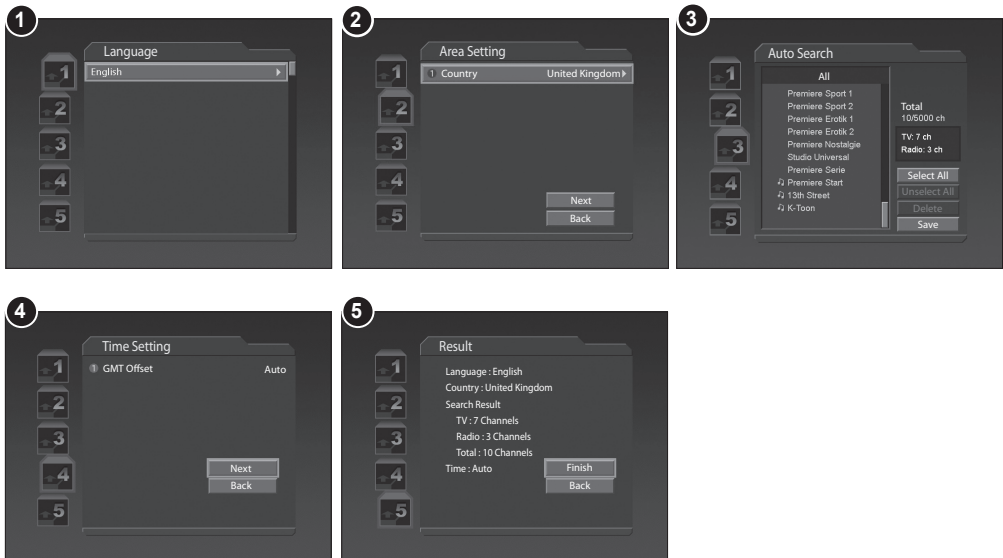 1
Language
English
1
2
3
4
5
2
Area Setting
1 Country United Kingdom
1
2
3
4
5
Next
Back
3
Auto Search
All
Premiere Sport 1
Premiere Sport 2
Premiere Erotik 1
Premiere Erotik 2
Premiere Nostalgie
Studio Universal
Premiere Serie
Premiere Start
13th Street
K-Toon
1
2
3
4
5
Total
10/5000 ch
TV: 7 ch
Radio: 3 ch
Select All
Unselect All
Delete
Save
4
Time Setting
1 GMT Offset Auto
1
2
3
4
5
Next
Back
5
Result
Language : English
Country : United Kingdom
Search Result
TV : 7 Channels
Radio : 3 Channels
Total : 10 Channels
Time : Auto
1
2
3
4
5
Finish
Back